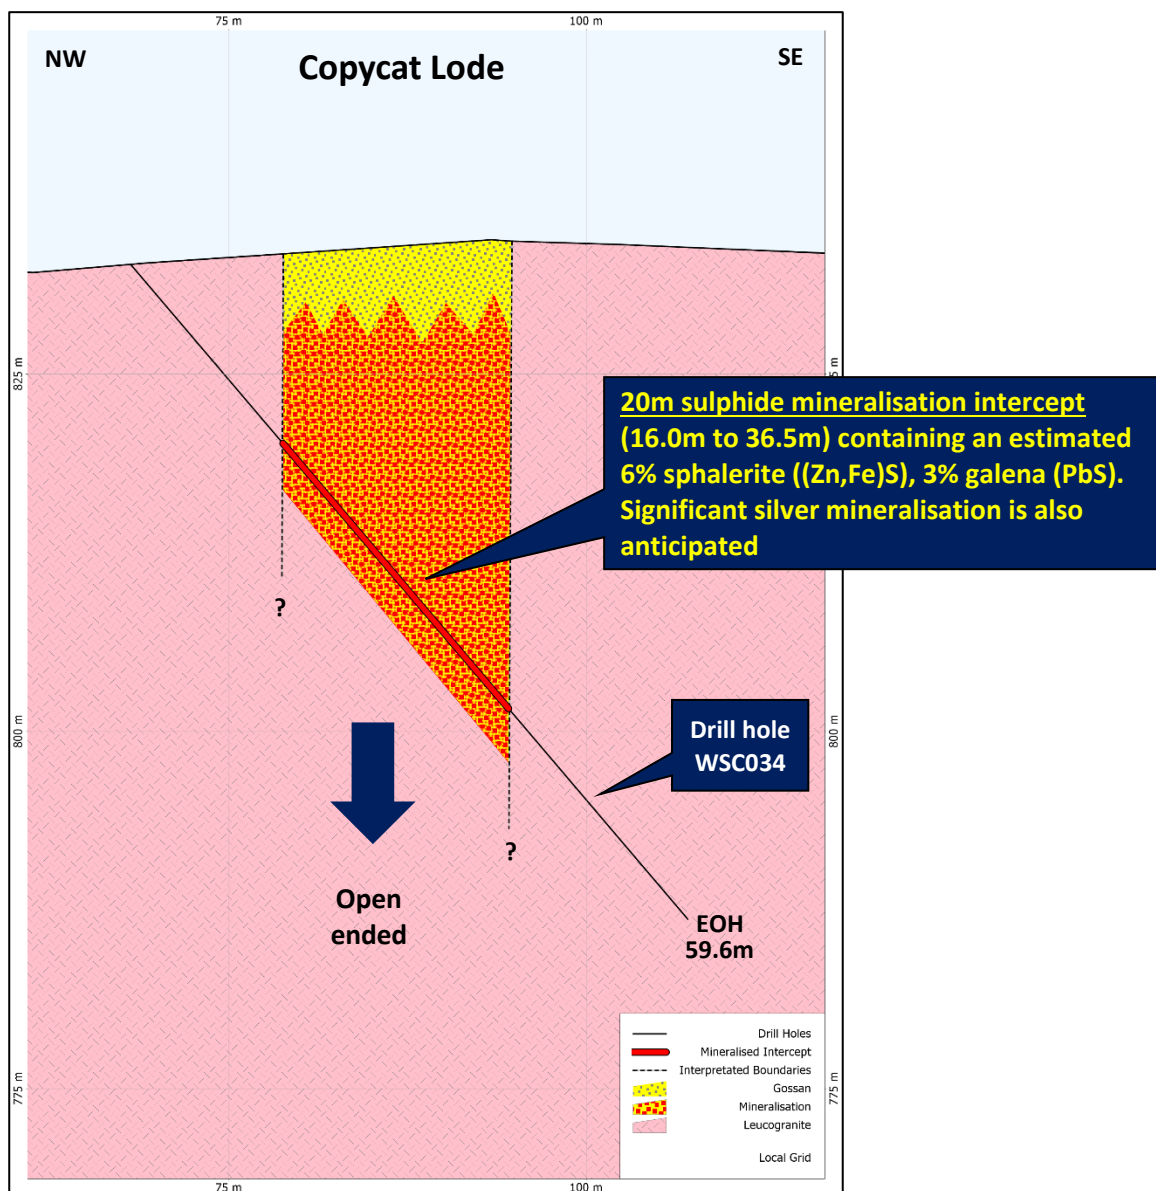 75 m
100 m
NW
Copycat Lode
SE
825 m
5 m
20m sulphide mineralisation intercept
(16.0m to 36.5m) containing an estimated
6% sphalerite ((Zn,Fe)S), 3% galena (PbS).
Significant silver mineralisation is also
anticipated
?
Drill hole
WSC034
800 m
800 m
?
Open
ended
EOH
59.6m
Drill Holes
Mineralised Intercept
Interpretated Boundaries
Gossan
Mineralisation
Leucogranite
Local Grid
775 m
775 m
75 m
100 m